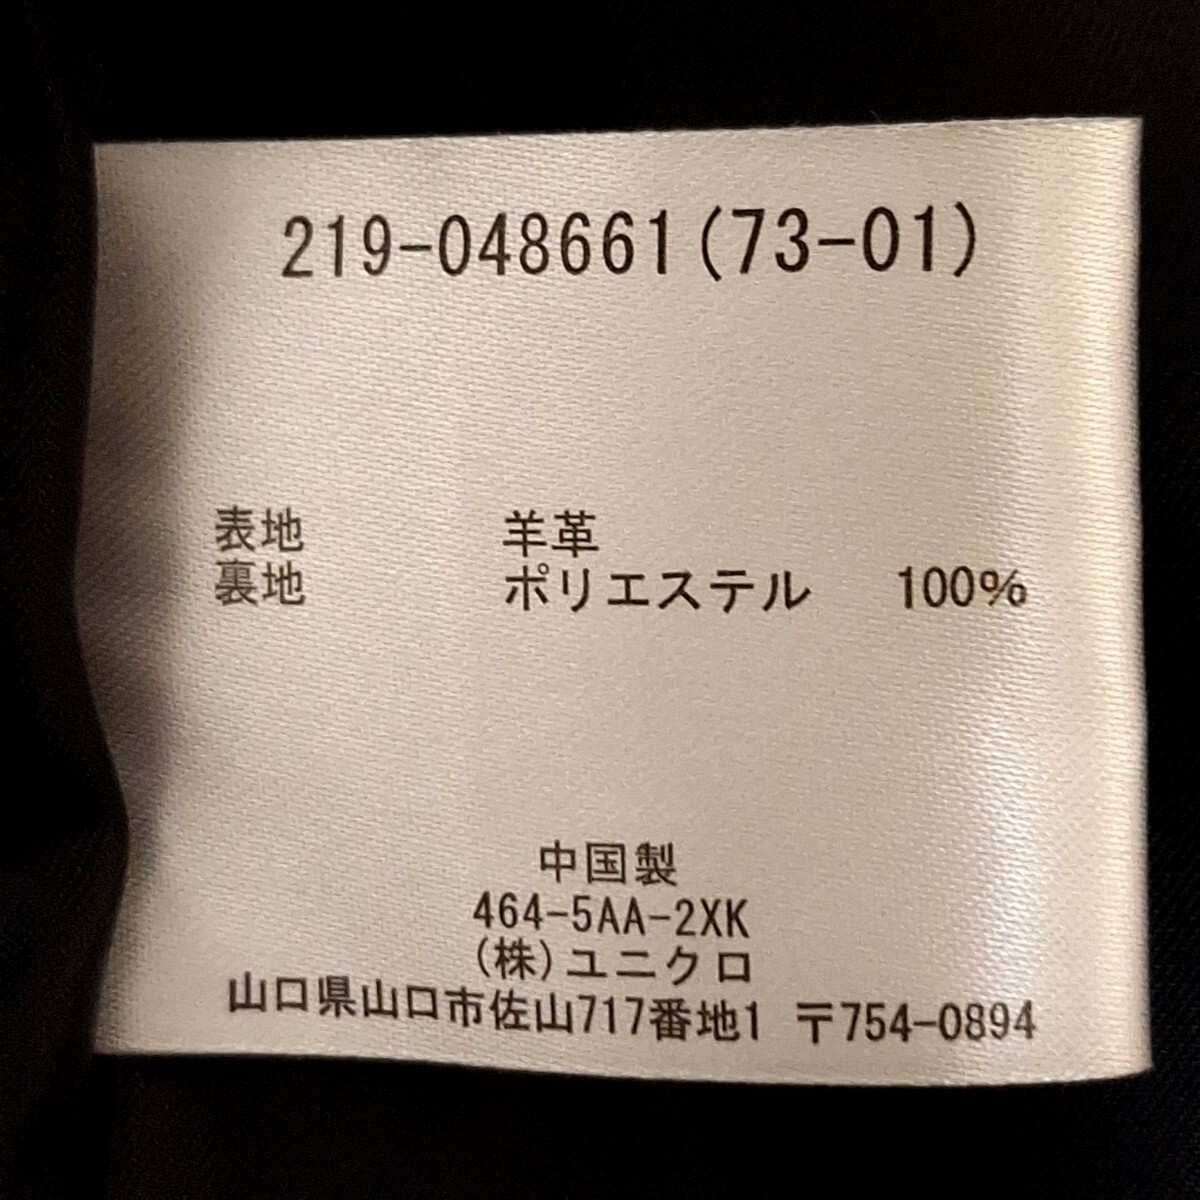 219-048661(73-01)
表地 羊革
裏地 ポリエステル 100%
中国製
464-5AA-2XK
(株)ユニクロ
山口県山口市佐山717番地1 〒754-0894